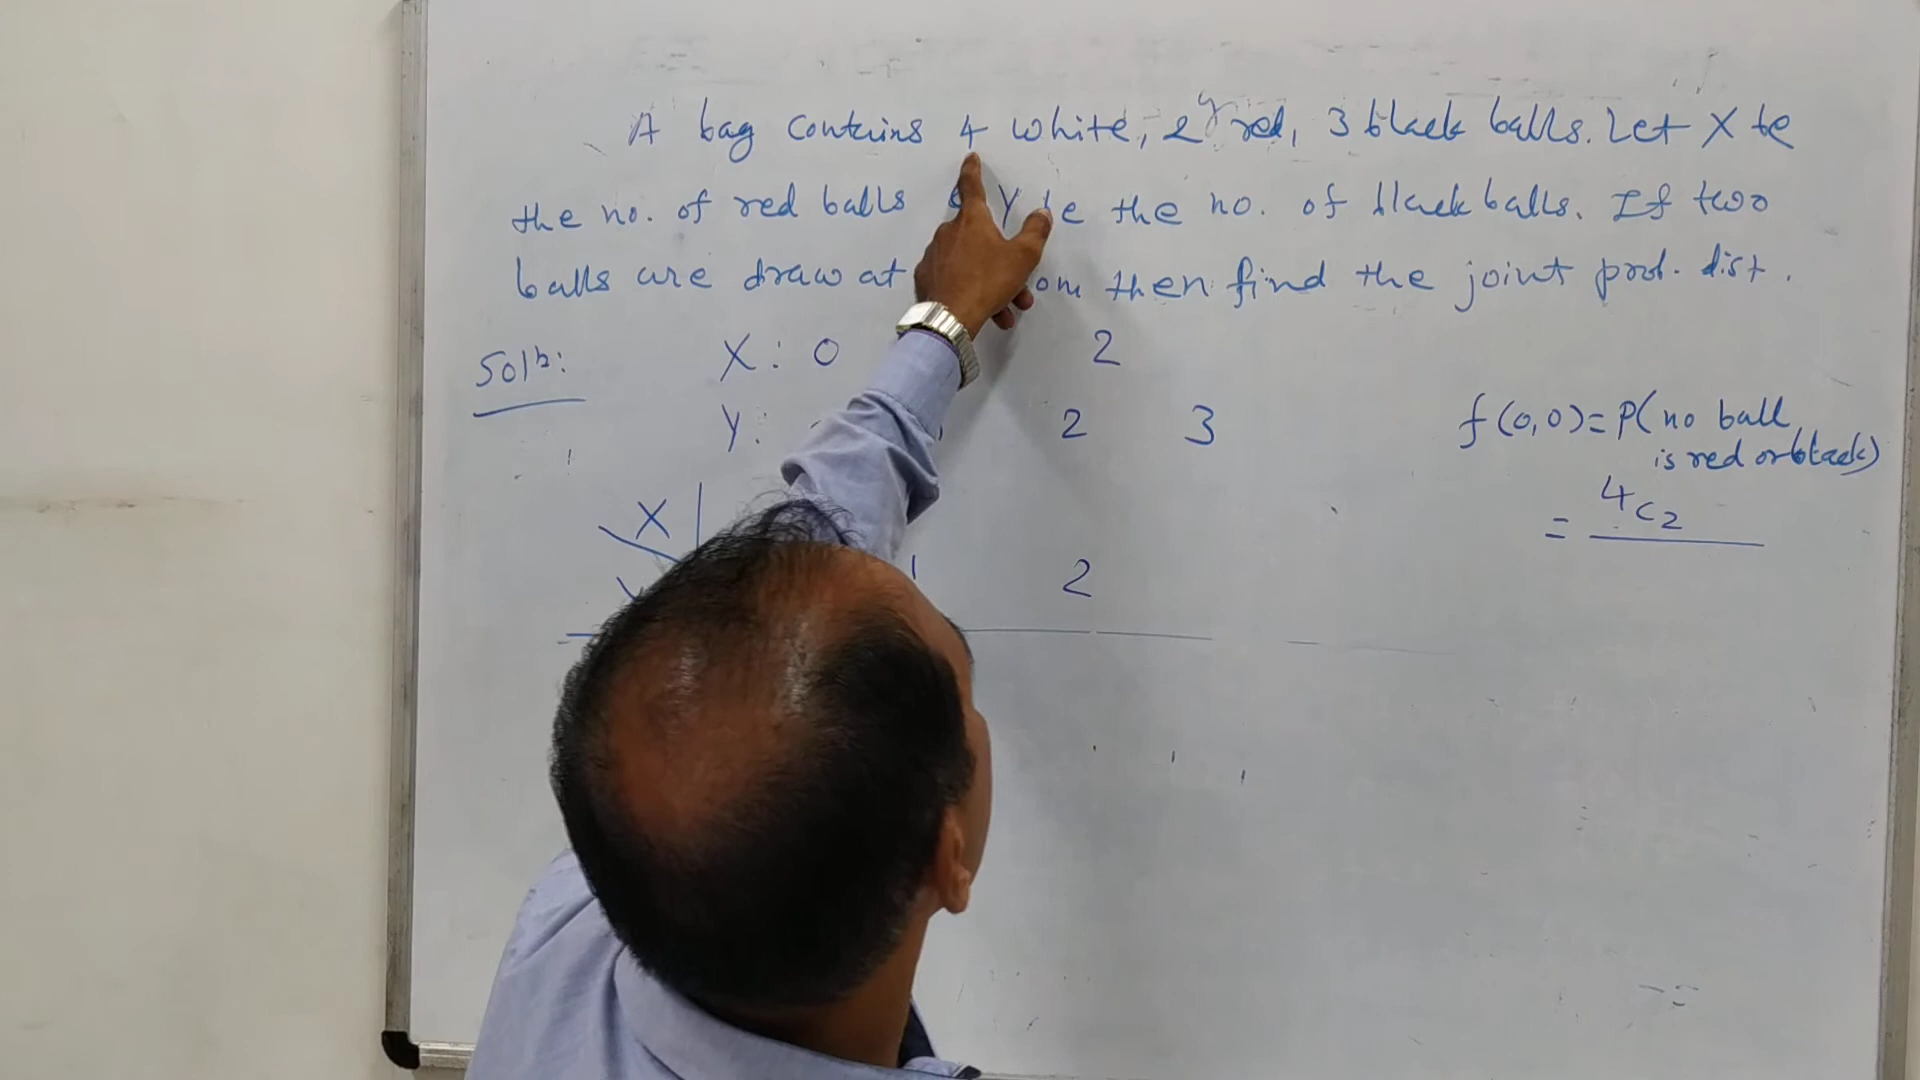 A bag contains 4 white, 2 red, 3 black balls. Let X be
the no. of red balls & Y be the no. of black balls. If two
balls are draw at om then find the joint prob. dist.
Solⁿ: X : 0 2
Y : 2 3
f(0,0) = P( no ball
is red or black)
X
= 4c2
1 2